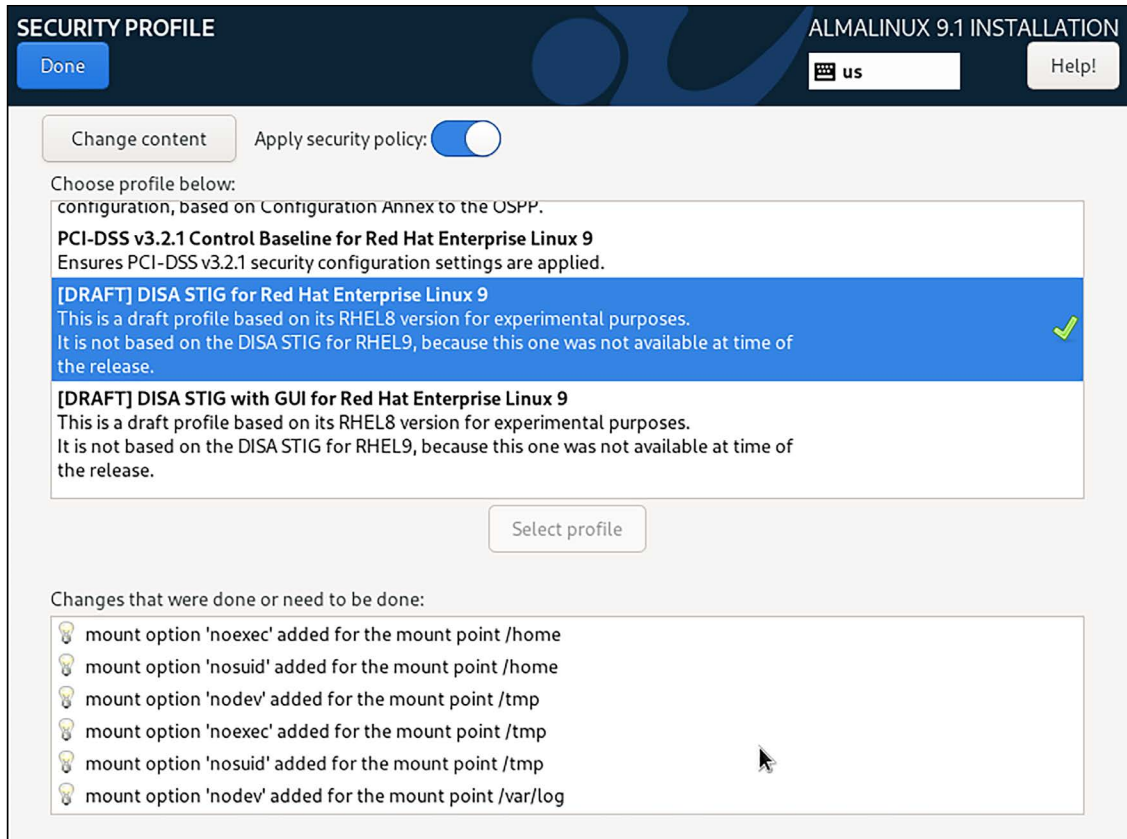 SECURITY PROFILE
ALMALINUX 9.1 INSTALLATION
Done
us
Help!
Change content
Apply security policy:
Choose profile below:
configuration, based on Configuration Annex to the OSPP.
PCI-DSS v3.2.1 Control Baseline for Red Hat Enterprise Linux 9
Ensures PCI-DSS v3.2.1 security configuration settings are applied.
[DRAFT] DISA STIG for Red Hat Enterprise Linux 9
This is a draft profile based on its RHEL8 version for experimental purposes.
It is not based on the DISA STIG for RHEL9, because this one was not available at time of
the release.
[DRAFT] DISA STIG with GUI for Red Hat Enterprise Linux 9
This is a draft profile based on its RHEL8 version for experimental purposes.
It is not based on the DISA STIG for RHEL9, because this one was not available at time of
the release.
Select profile
Changes that were done or need to be done:
mount option 'noexec' added for the mount point /home
mount option 'nosuid' added for the mount point /home
mount option 'nodev' added for the mount point /tmp
mount option 'noexec' added for the mount point /tmp
mount option 'nosuid' added for the mount point /tmp
mount option 'nodev' added for the mount point /var/log